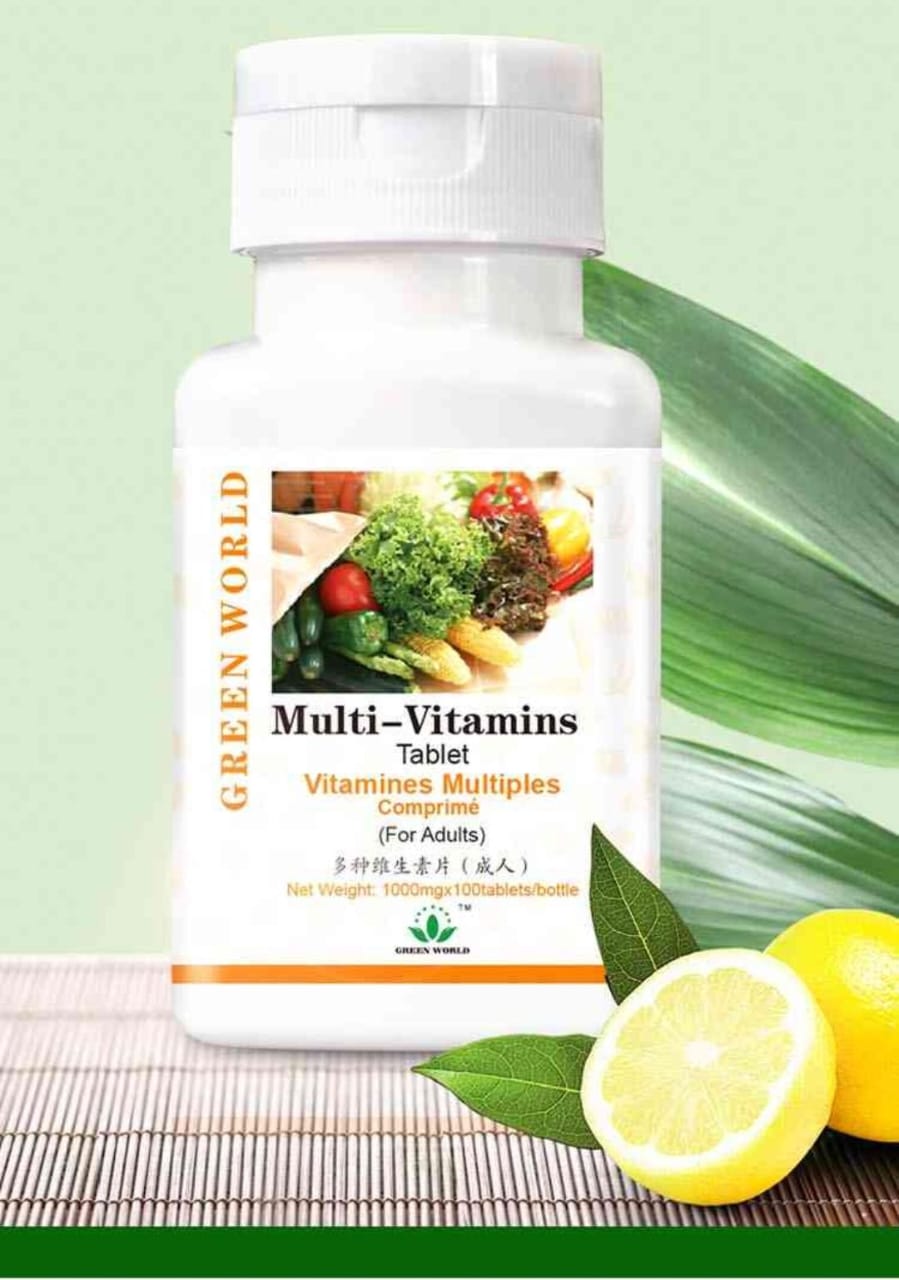 GREEN WORLD
Multi-Vitamins
Tablet
Vitamines Multiples
Comprimé
(For Adults)
多种维生素片（成人）
Net Weight: 1000mgx100tablets/bottle
TM
GREEN WORLD